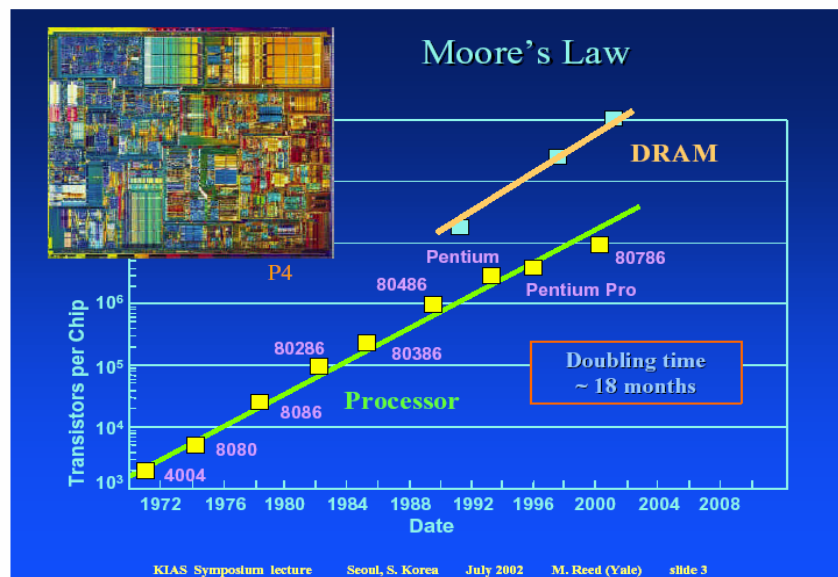 Moore's Law
DRAM
P4
Pentium
80786
80486
Pentium Pro
80286
80386
Doubling time
~ 18 months
Processor
8086
8080
4004
Transistors per Chip
10⁶
10⁵
10⁴
10³
1972 1976 1980 1984 1988 1992 1996 2000 2004 2008
Date
KIAS Symposium lecture Seoul, S. Korea July 2002 M. Reed (Yale) slide 3